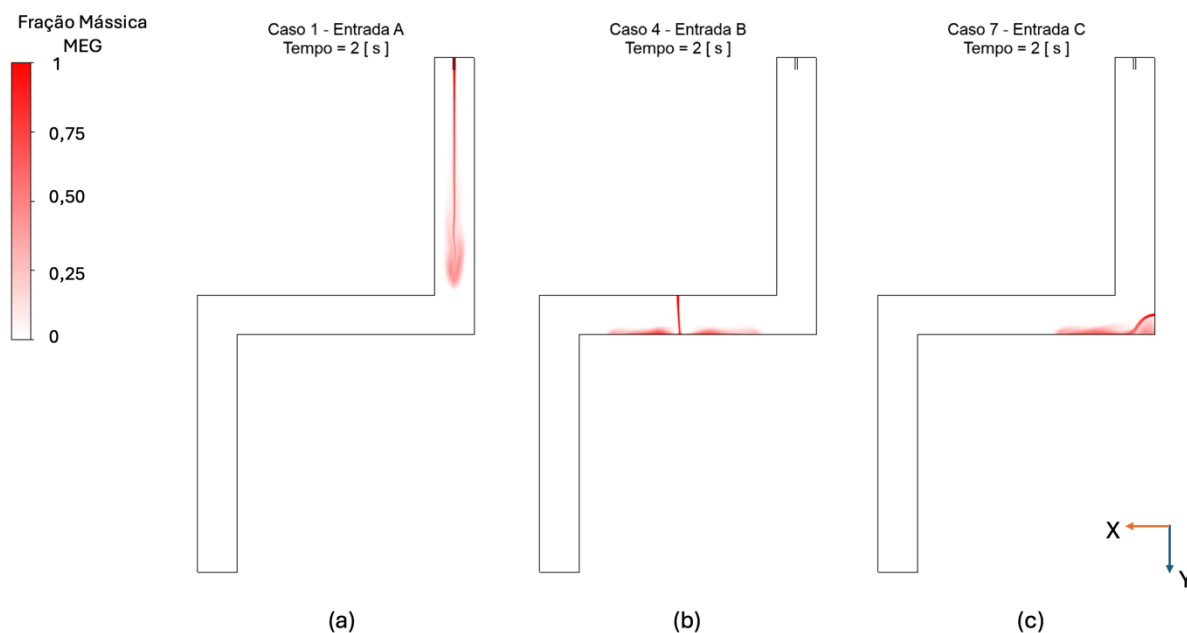 Fração Mássica
MEG
1
0,75
0,50
0,25
0
Caso 1 - Entrada A
Tempo = 2 [ s ]
Caso 4 - Entrada B
Tempo = 2 [ s ]
Caso 7 - Entrada C
Tempo = 2 [ s ]
X
Y
(a)
(b)
(c)